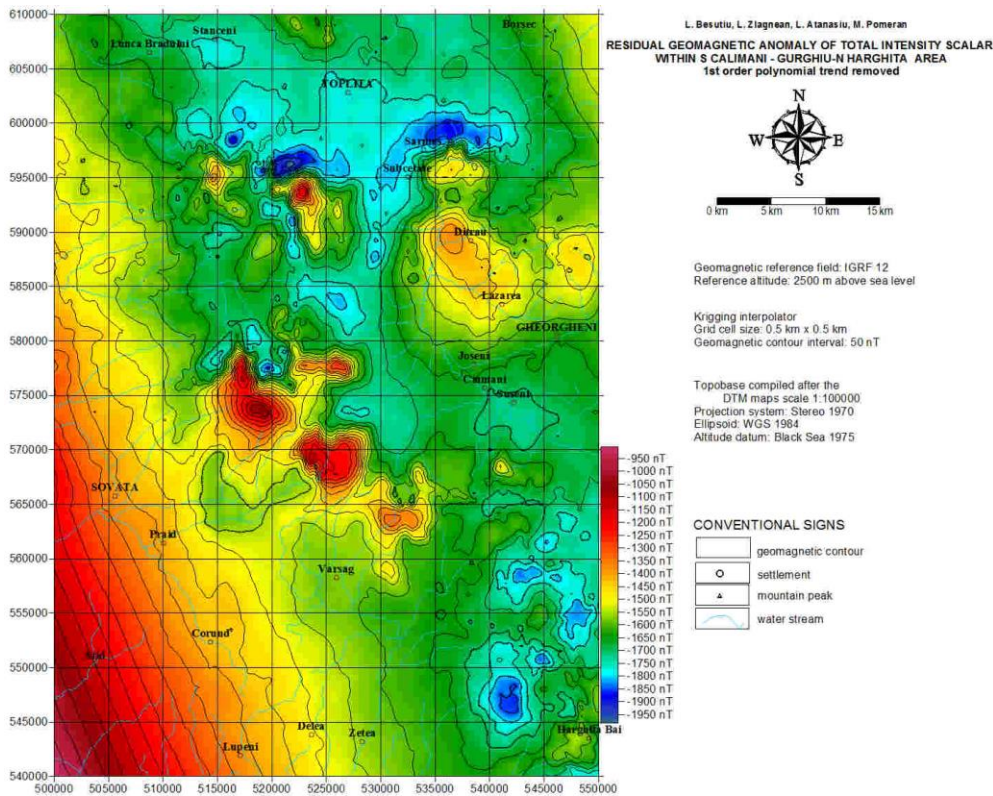 L. Besutiu, L. Zlagnean, L. Atanasiu, M. Pomeran
RESIDUAL GEOMAGNETIC ANOMALY OF TOTAL INTENSITY SCALAR
WITHIN S CALIMANI - GURGHIU-N HARGHITA AREA
1st order polynomial trend removed
N
W E
S
0 km 5 km 10 km 15 km
Geomagnetic reference field: IGRF 12
Reference altitude: 2500 m above sea level
Krigging interpolator
Grid cell size: 0.5 km x 0.5 km
Geomagnetic contour interval: 50 nT
Topobase compiled after the
DTM maps scale 1:100000
Projection system: Stereo 1970
Ellipsoid: WGS 1984
Altitude datum: Black Sea 1975
CONVENTIONAL SIGNS
geomagnetic contour
settlement
mountain peak
water stream
-950 nT
-1000 nT
-1050 nT
-1100 nT
-1200 nT
-1250 nT
-1300 nT
-1350 nT
-1400 nT
-1450 nT
-1500 nT
-1550 nT
-1600 nT
-1650 nT
-1700 nT
-1750 nT
-1800 nT
-1850 nT
-1900 nT
-1950 nT
610000
605000
600000
595000
590000
585000
580000
575000
570000
565000
560000
555000
550000
545000
540000
500000 505000 510000 515000 520000 525000 530000 535000 540000 545000 550000
Stanceni
Borsec
Lunca Bradului
TOPLITA
Sarmas
Subcetate
Ditrau
Lazarea
GHEORGHENI
Joseni
Ciumani
Suseni
SOVATA
Praid
Varsag
Corund
Delea
Zetea
Lupeni
Harghita Bai